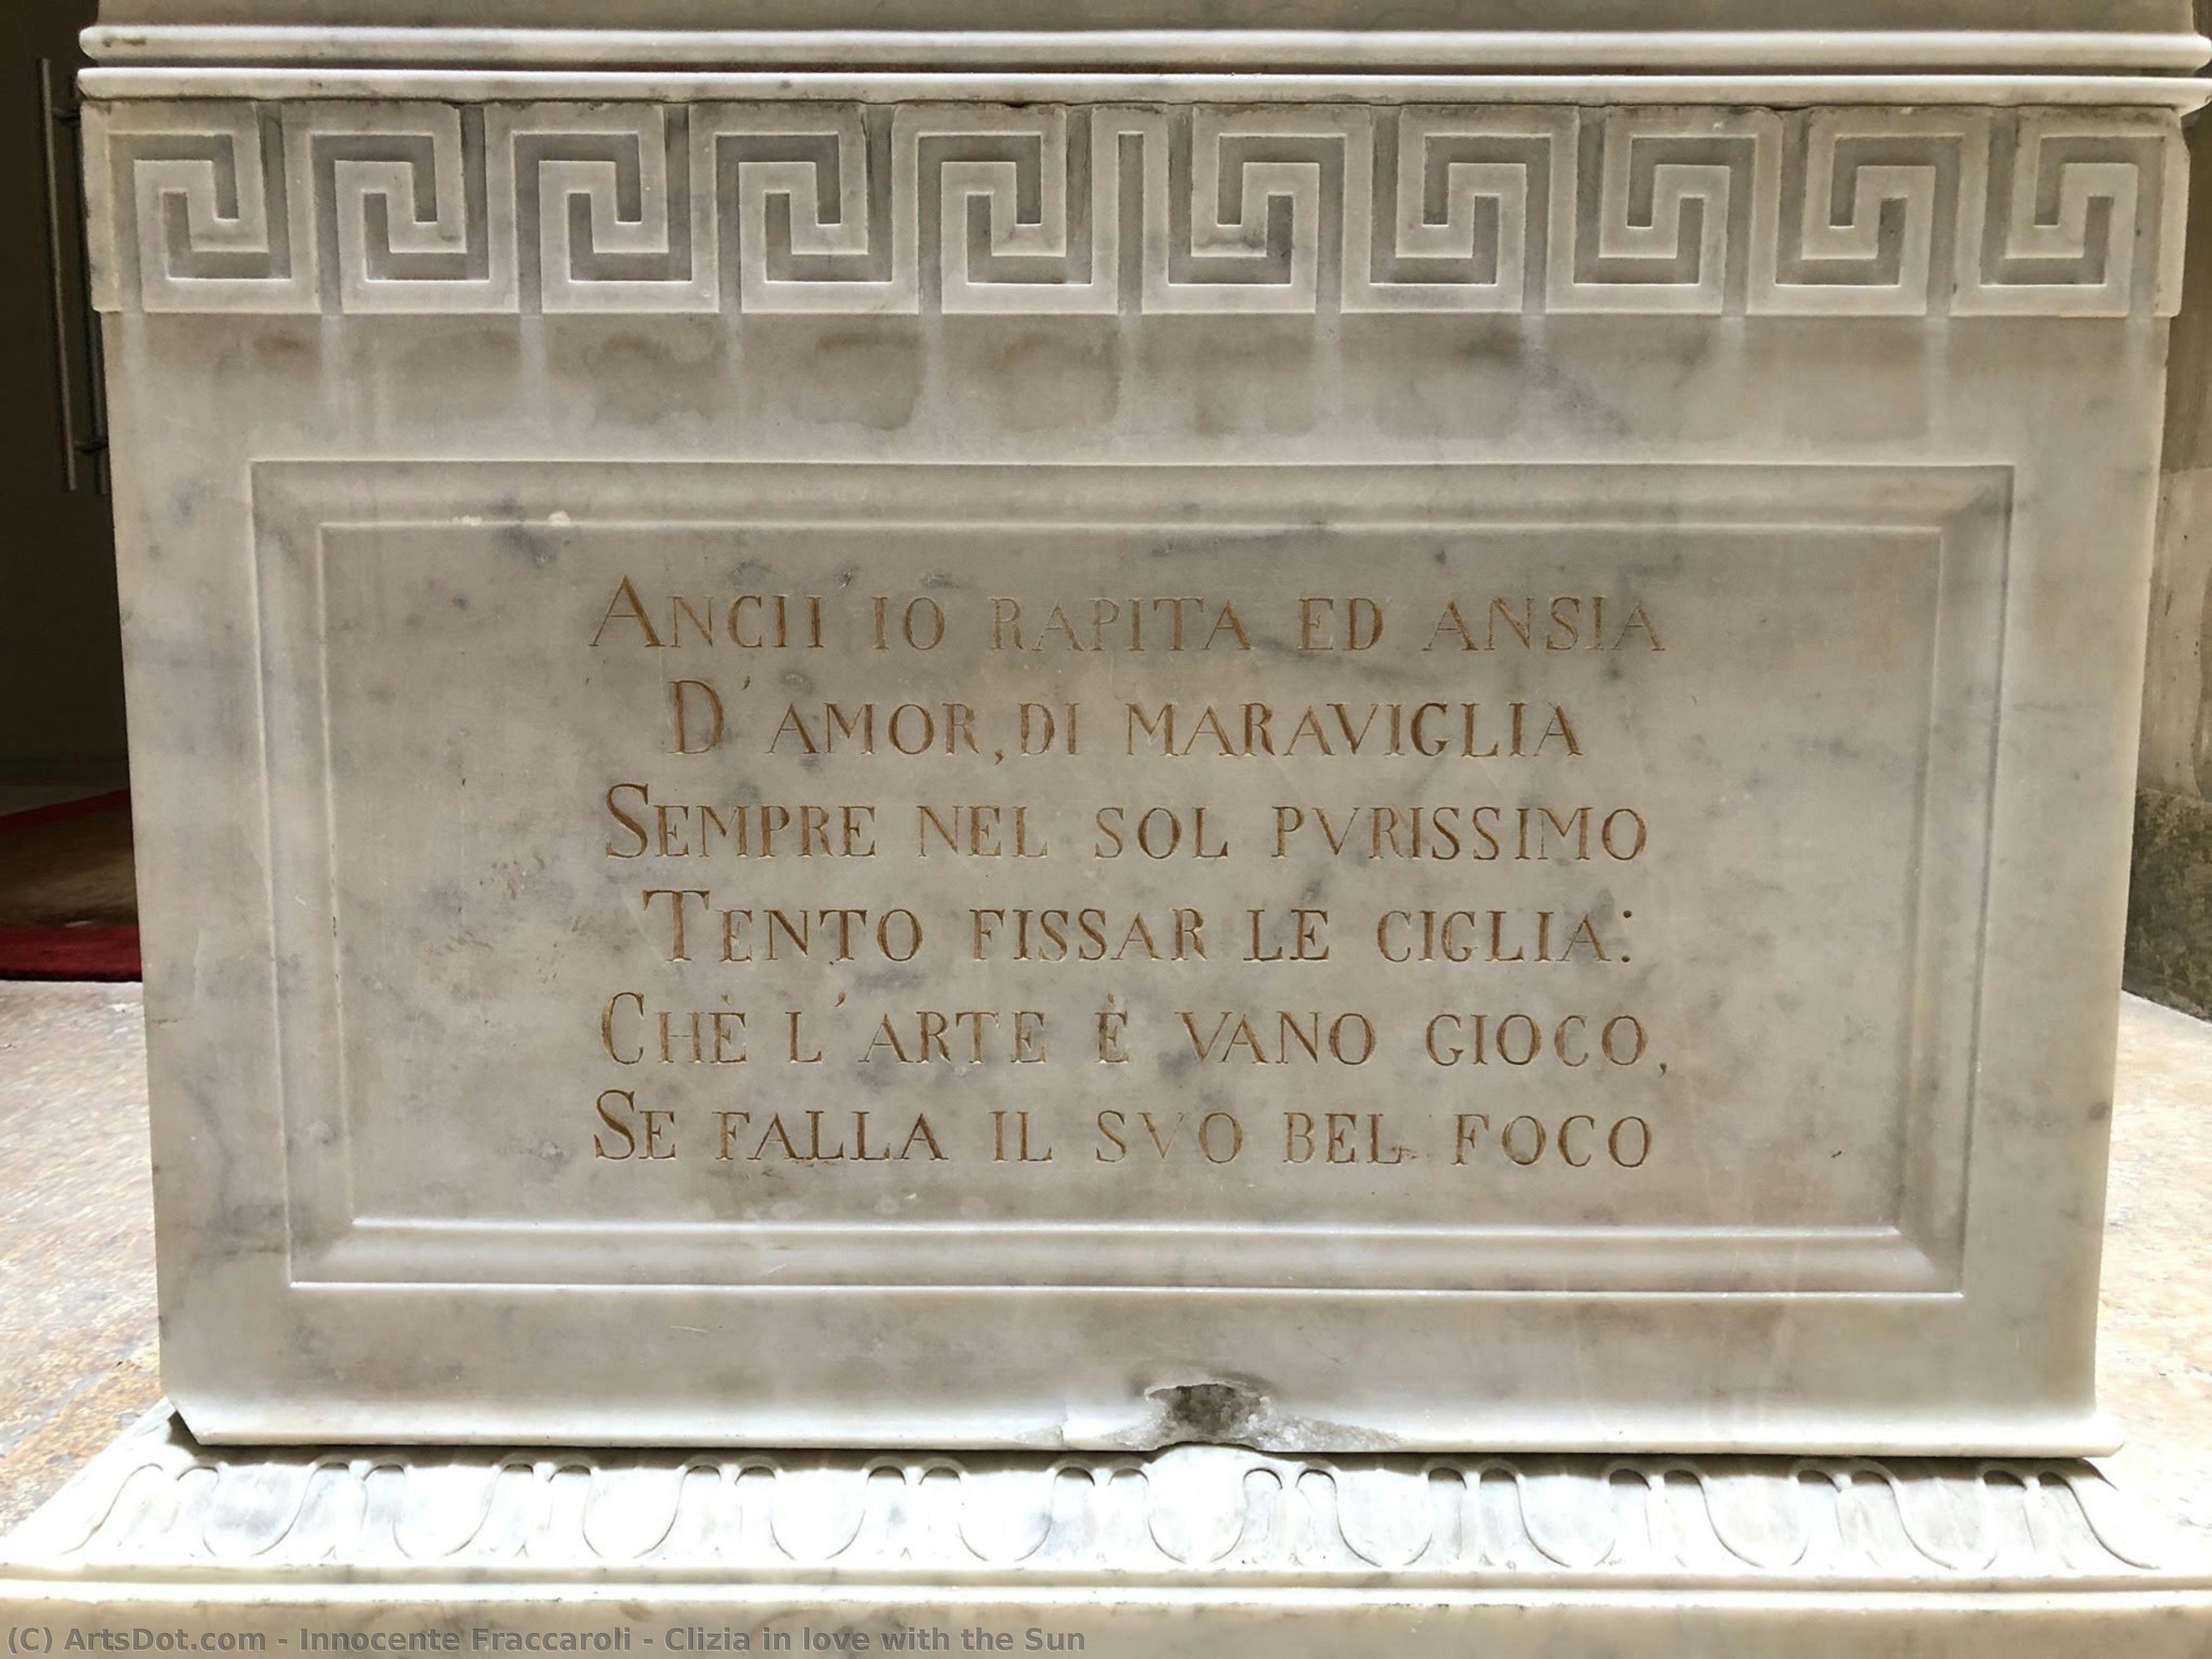 ANCH' IO RAPITA ED ANSIA
D'AMOR, DI MARAVIGLIA
SEMPRE NEL SOL PVRISSIMO
TENTO FISSAR LE CIGLIA:
CHÈ L'ARTE È VANO GIOCO,
SE FALLA IL SVO BEL FOCO
(C) ArtsDot.com - Innocente Fraccaroli - Clizia in love with the Sun